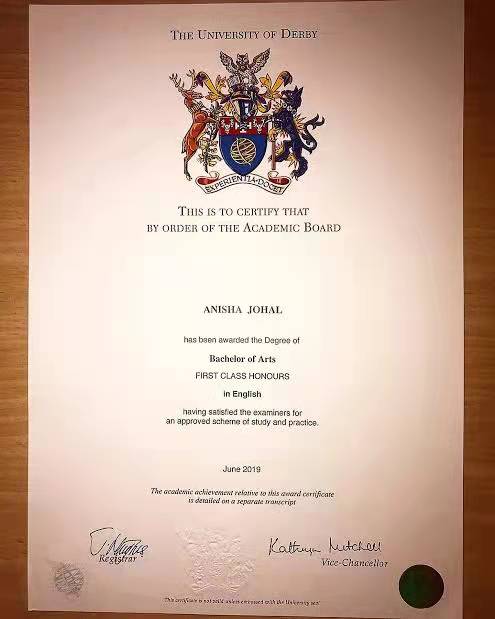 THE UNIVERSITY OF DERBY
EXPERIENTIA·DOCET
THIS IS TO CERTIFY THAT
BY ORDER OF THE ACADEMIC BOARD
ANISHA JOHAL
has been awarded the Degree of
Bachelor of Arts
FIRST CLASS HONOURS
in English
having satisfied the examiners for
an approved scheme of study and practice.
June 2019
The academic achievement relative to this award certificate
is detailed on a separate transcript
Kathryn Mitchell
Registrar
Vice-Chancellor
This certificate is not valid unless embossed with the University seal